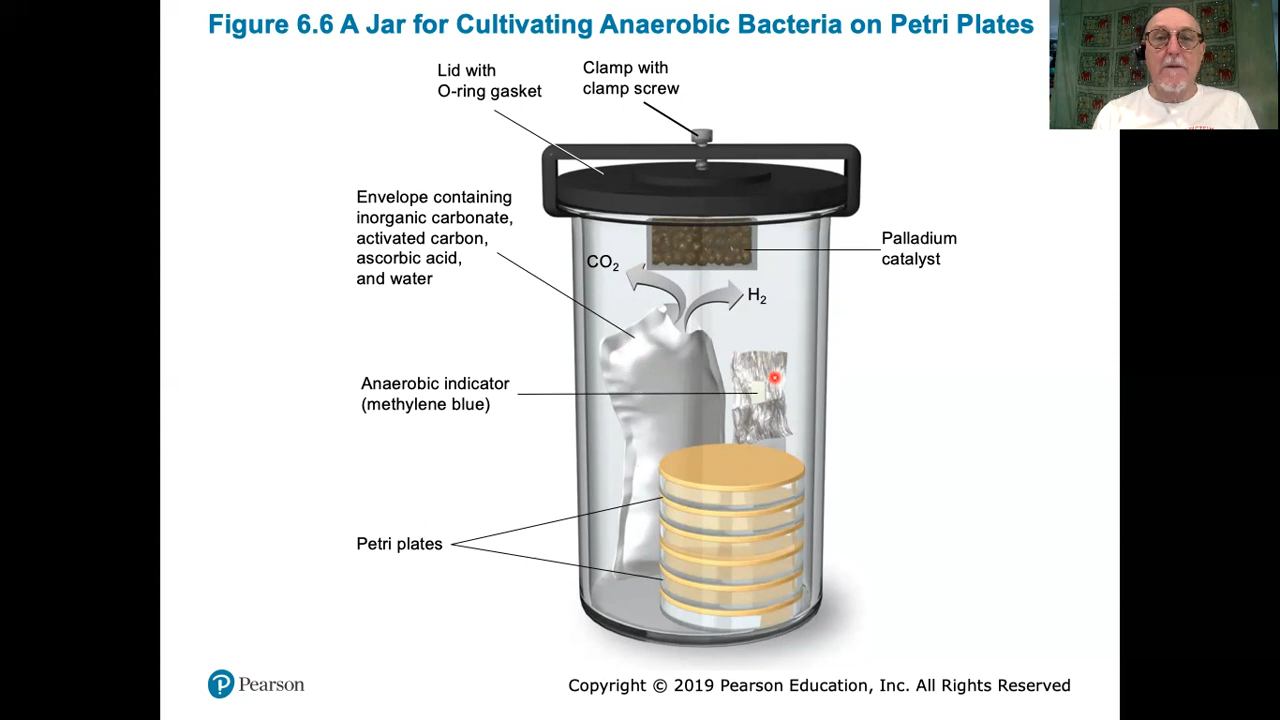 Figure 6.6 A Jar for Cultivating Anaerobic Bacteria on Petri Plates
Lid with
O-ring gasket
Clamp with
clamp screw
Envelope containing
inorganic carbonate,
activated carbon,
ascorbic acid,
and water
CO₂
H₂
Palladium
catalyst
Anaerobic indicator
(methylene blue)
Petri plates
P Pearson
Copyright © 2019 Pearson Education, Inc. All Rights Reserved